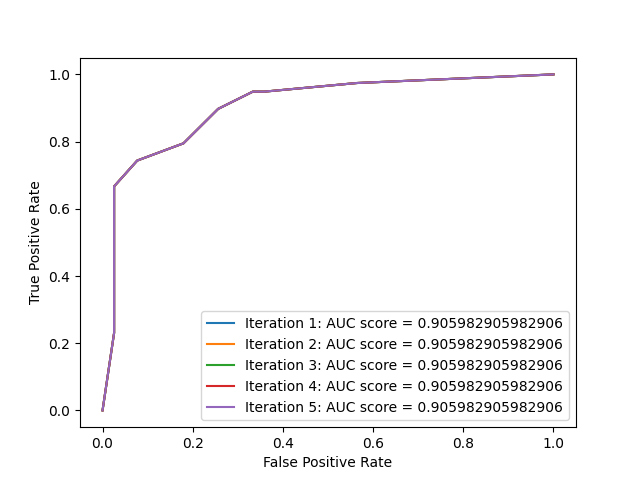 1.0
0.8
0.6
0.4
0.2
0.0
True Positive Rate
Iteration 1: AUC score = 0.905982905982906
Iteration 2: AUC score = 0.905982905982906
Iteration 3: AUC score = 0.905982905982906
Iteration 4: AUC score = 0.905982905982906
Iteration 5: AUC score = 0.905982905982906
0.0 0.2 0.4 0.6 0.8 1.0
False Positive Rate